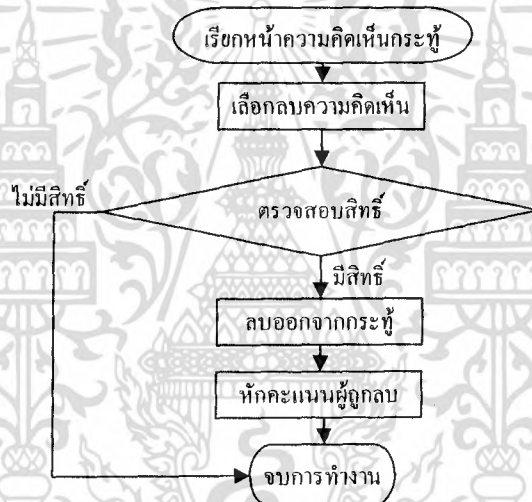 เรียกหน้าความคิดเห็นกระทู้
เลือกลบความคิดเห็น
ไม่มีสิทธิ์
ตรวจสอบสิทธิ์
มีสิทธิ์
ลบออกจากกระทู้
หักคะแนนผู้ถูกลบ
จบการทำงาน